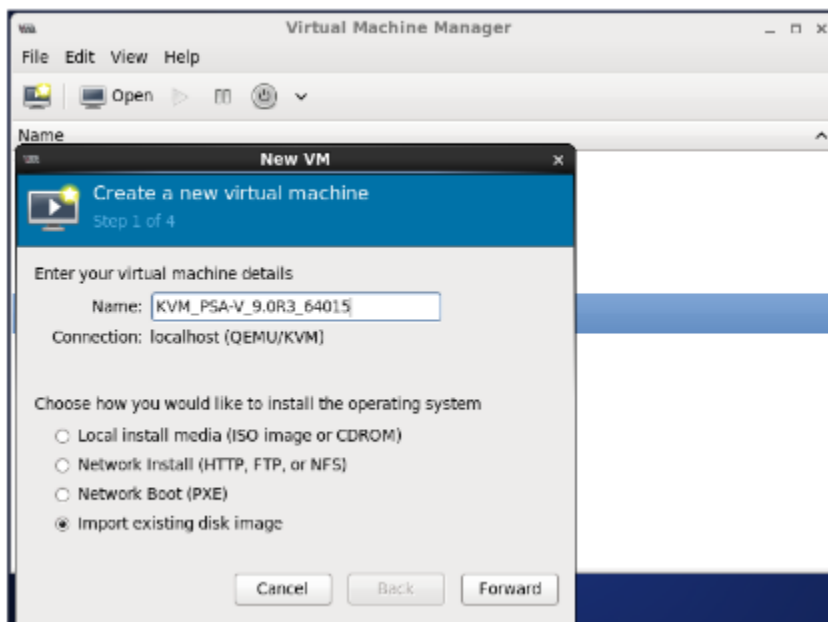 Virtual Machine Manager
File Edit View Help
Open
Name
New VM
Create a new virtual machine
Step 1 of 4
Enter your virtual machine details
Name: KVM_PSA-V_9.0R3_64015
Connection: localhost (QEMU/KVM)
Choose how you would like to install the operating system
Local install media (ISO image or CDROM)
Network Install (HTTP, FTP, or NFS)
Network Boot (PXE)
Import existing disk image
Cancel Back Forward